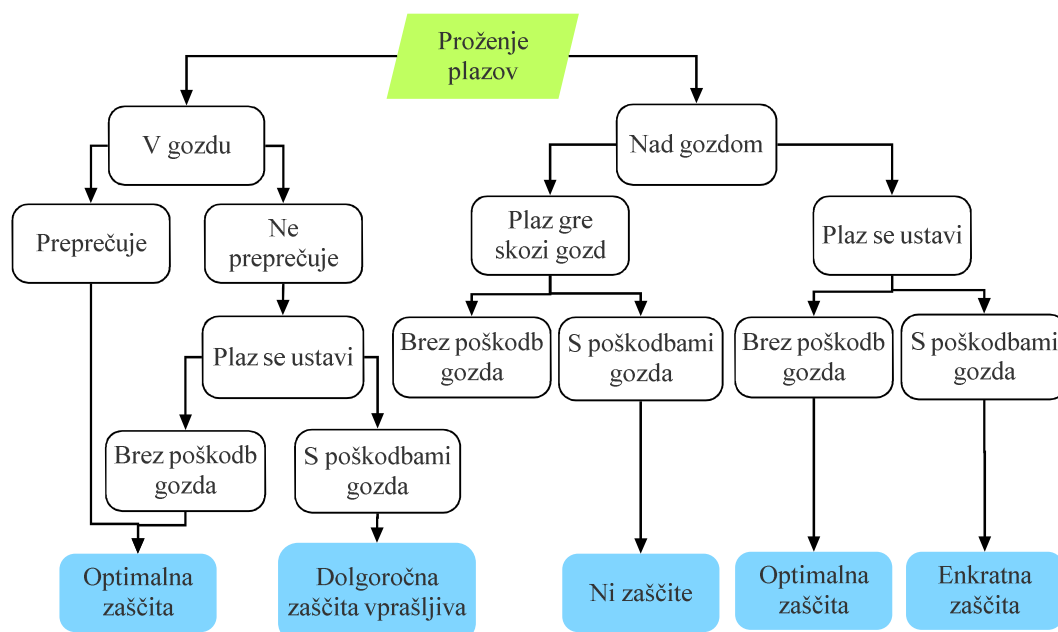 Proženje
plazov
V gozdu
Nad gozdom
Preprečuje
Ne
preprečuje
Plaz gre
skozi gozd
Plaz se ustavi
Plaz se ustavi
Brez poškodb
gozda
S poškodbami
gozda
Brez poškodb
gozda
S poškodbami
gozda
Brez poškodb
gozda
S poškodbami
gozda
Optimalna
zaščita
Dolgoročna
zaščita vprašljiva
Ni zaščite
Optimalna
zaščita
Enkratna
zaščita